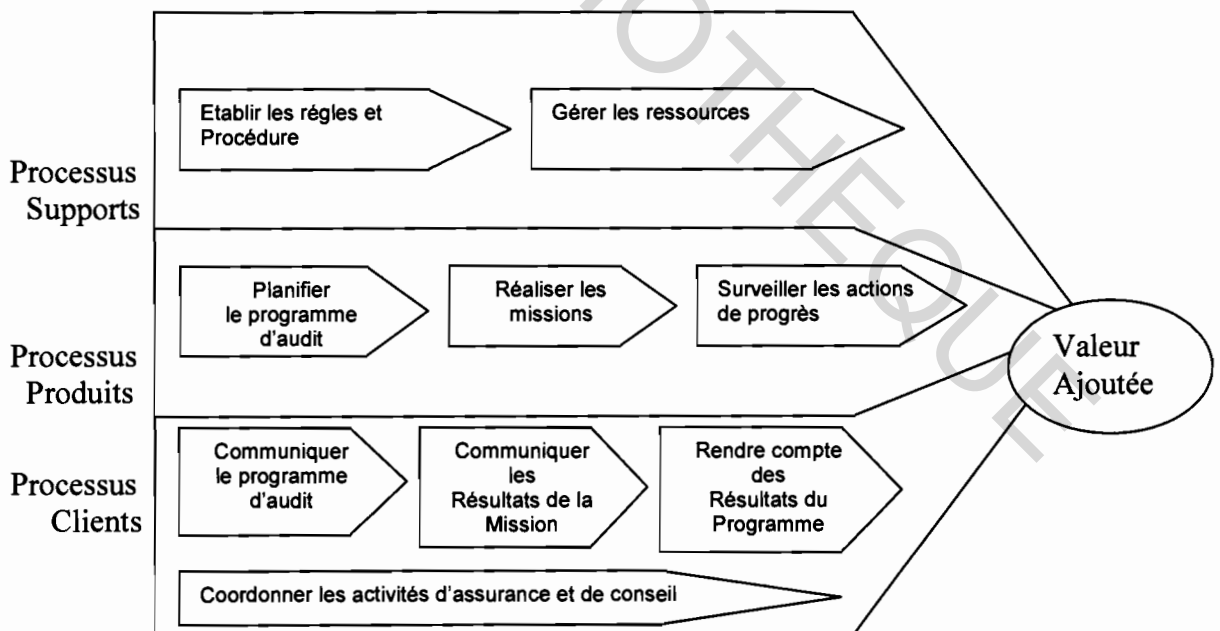 Etablir les régles et
Procédure
Gérer les ressources
Processus
Supports
Planifier
le programme
d'audit
Réaliser les
missions
Surveiller les actions
de progrès
Processus
Produits
Valeur
Ajoutée
Communiquer
le programme
d'audit
Communiquer
les
Résultats de la
Mission
Rendre compte
des
Résultats du
Programme
Processus
Clients
Coordonner les activités d'assurance et de conseil